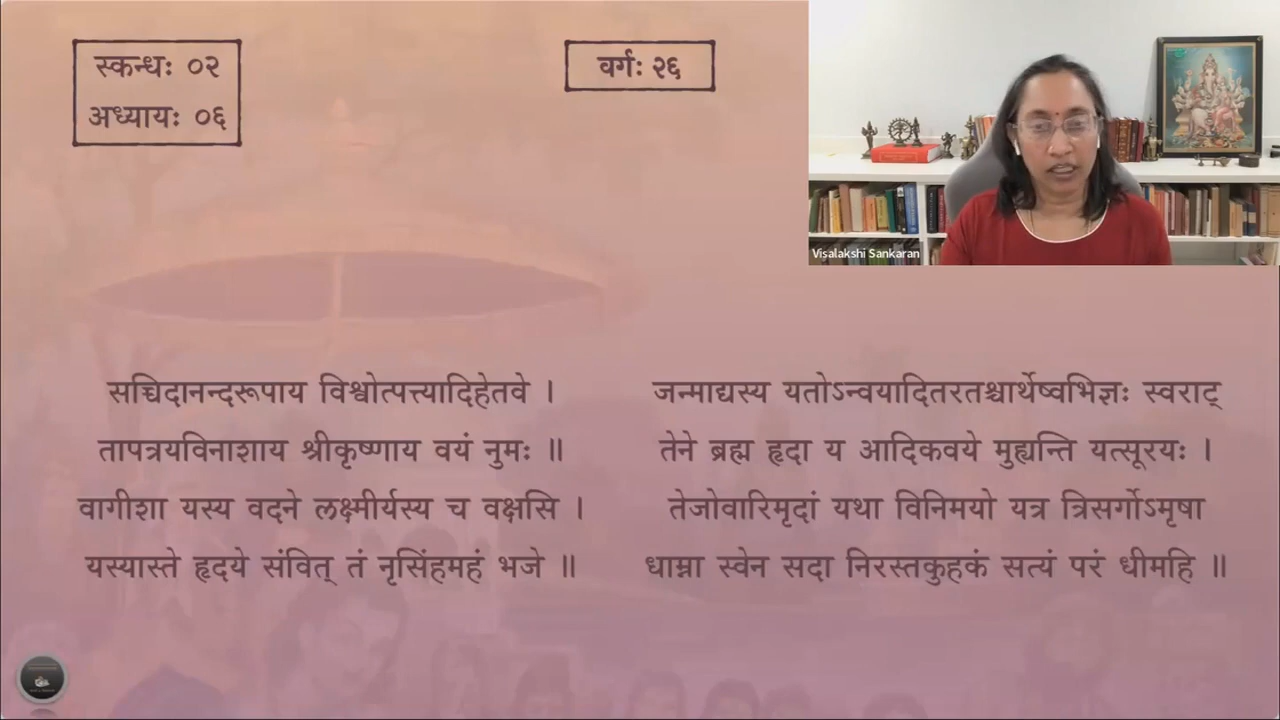 स्कन्धः ०२
अध्यायः ०६
वर्गः २६
Visalakshi Sankaran
सच्चिदानन्दरूपाय विश्वोत्पत्त्यादिहेतवे ।
तापत्रयविनाशाय श्रीकृष्णाय वयं नुमः ॥
वागीशा यस्य वदने लक्ष्मीर्यस्य च वक्षसि ।
यस्यास्ते हृदये संवित् तं नृसिंहमहं भजे ॥
जन्माद्यस्य यतोऽन्वयादितरतश्चार्थेष्वभिज्ञः स्वराट्
तेने ब्रह्म हृदा य आदिकवये मुह्यन्ति यत्सूरयः ।
तेजोवारिमृदां यथा विनिमयो यत्र त्रिसर्गोऽमृषा
धाम्ना स्वेन सदा निरस्तकुहकं सत्यं परं धीमहि ॥